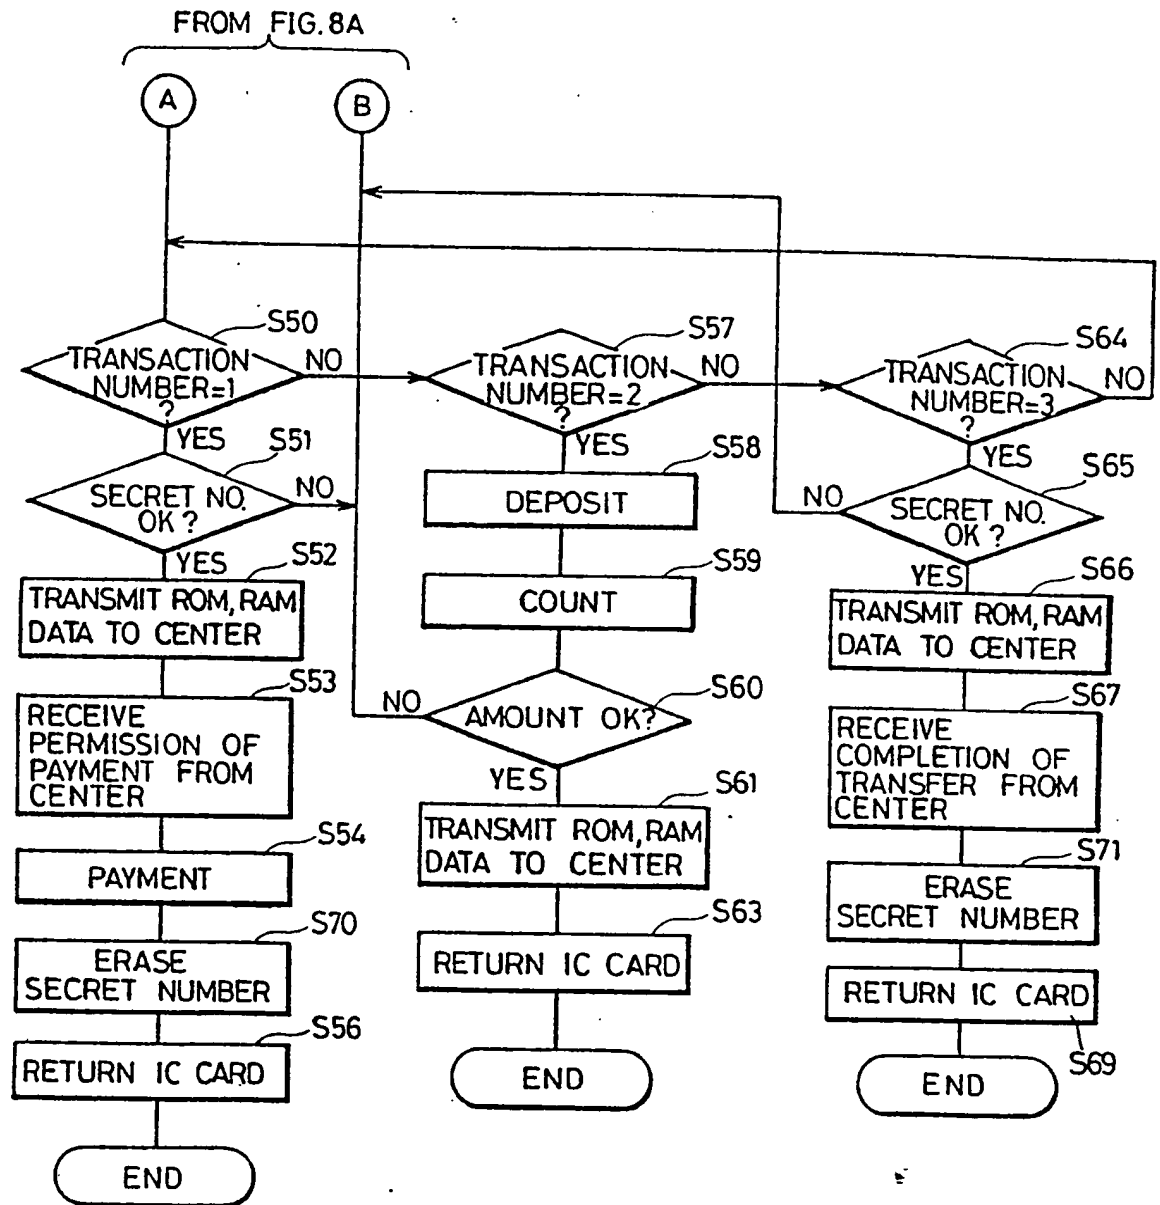 FROM FIG. 8A
A
B
S50
TRANSACTION
NUMBER=1
?
NO
YES
S51
SECRET NO.
OK?
NO
YES
S52
TRANSMIT ROM, RAM
DATA TO CENTER
S53
RECEIVE
PERMISSION OF
PAYMENT FROM
CENTER
S54
PAYMENT
S70
ERASE
SECRET NUMBER
S56
RETURN IC CARD
END
S57
TRANSACTION
NUMBER=2
?
NO
YES
S58
DEPOSIT
S59
COUNT
S60
AMOUNT OK?
NO
YES
S61
TRANSMIT ROM, RAM
DATA TO CENTER
S63
RETURN IC CARD
END
S64
TRANSACTION
NUMBER=3
?
NO
YES
S65
SECRET NO.
OK?
NO
YES
S66
TRANSMIT ROM, RAM
DATA TO CENTER
S67
RECEIVE
COMPLETION OF
TRANSFER FROM
CENTER
S71
ERASE
SECRET NUMBER
RETURN IC CARD
S69
END